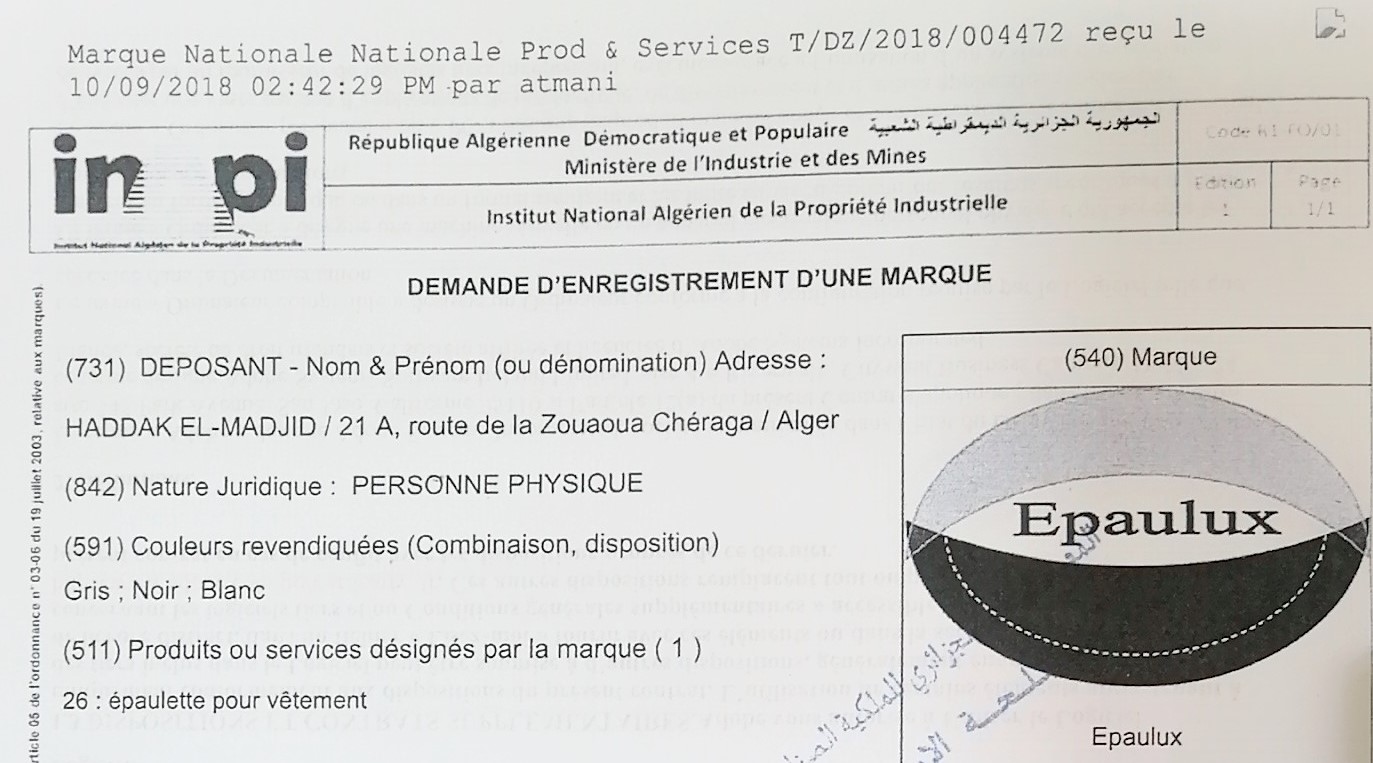 Marque Nationale Nationale Prod & Services T/DZ/2018/004472 reçu le
10/09/2018 02:42:29 PM par atmani
inapi
Institut National Algérien de la Propriété Industrielle
République Algérienne Démocratique et Populaire الجمهورية الجزائرية الديمقراطية الشعبية
Ministère de l'Industrie et des Mines
Institut National Algérien de la Propriété Industrielle
Code
Edition
1
Page
1/1
DEMANDE D'ENREGISTREMENT D'UNE MARQUE
(731) DEPOSANT - Nom & Prénom (ou dénomination) Adresse :
HADDAK EL-MADJID / 21 A, route de la Zouaoua Chéraga / Alger
(842) Nature Juridique : PERSONNE PHYSIQUE
(591) Couleurs revendiquées (Combinaison, disposition)
Gris ; Noir ; Blanc
(511) Produits ou services désignés par la marque ( 1 )
26 : épaulette pour vêtement
(540) Marque
Epaulux
Epaulux
rticle 05 de l'ordonnance n° 03-06 du 19 juillet 2003, relative aux marques).